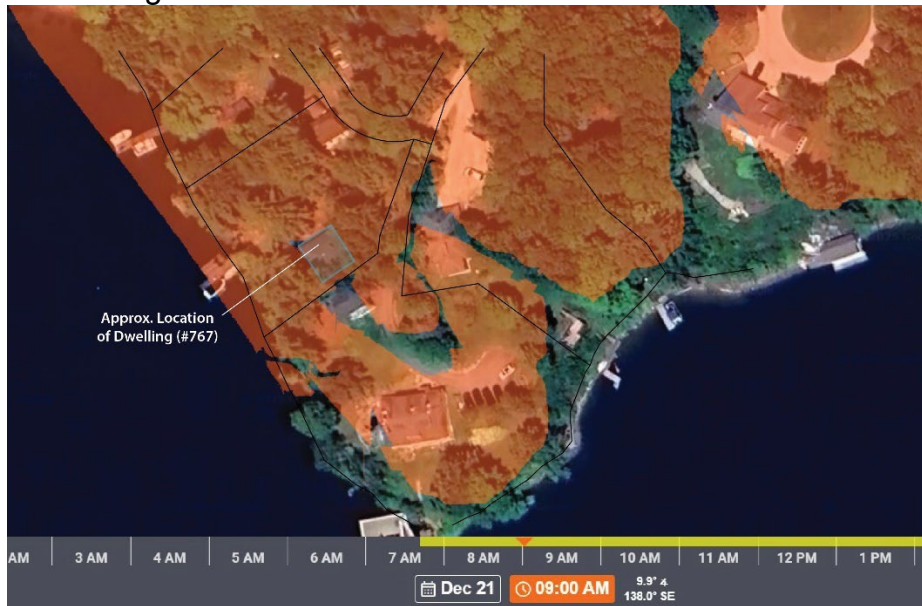 Approx. Location
of Dwelling (#767)
AM 3 AM 4 AM 5 AM 6 AM 7 AM 8 AM 9 AM 10 AM 11 AM 12 PM 1 PM
Dec 21 09:00 AM 9.9°
138.0° SE